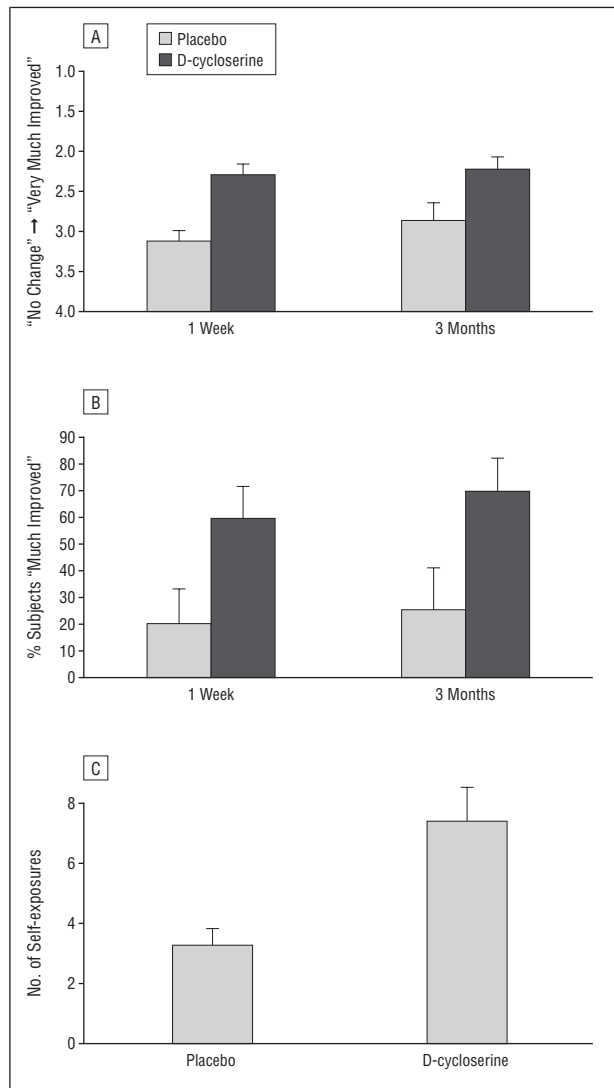 A
Placebo
D-cycloserine
"No Change" → "Very Much Improved"
1.0
1.5
2.0
2.5
3.0
3.5
4.0
1 Week
3 Months
B
% Subjects "Much Improved"
90
80
70
60
50
40
30
20
10
0
1 Week
3 Months
C
No. of Self-exposures
8
6
4
2
0
Placebo
D-cycloserine